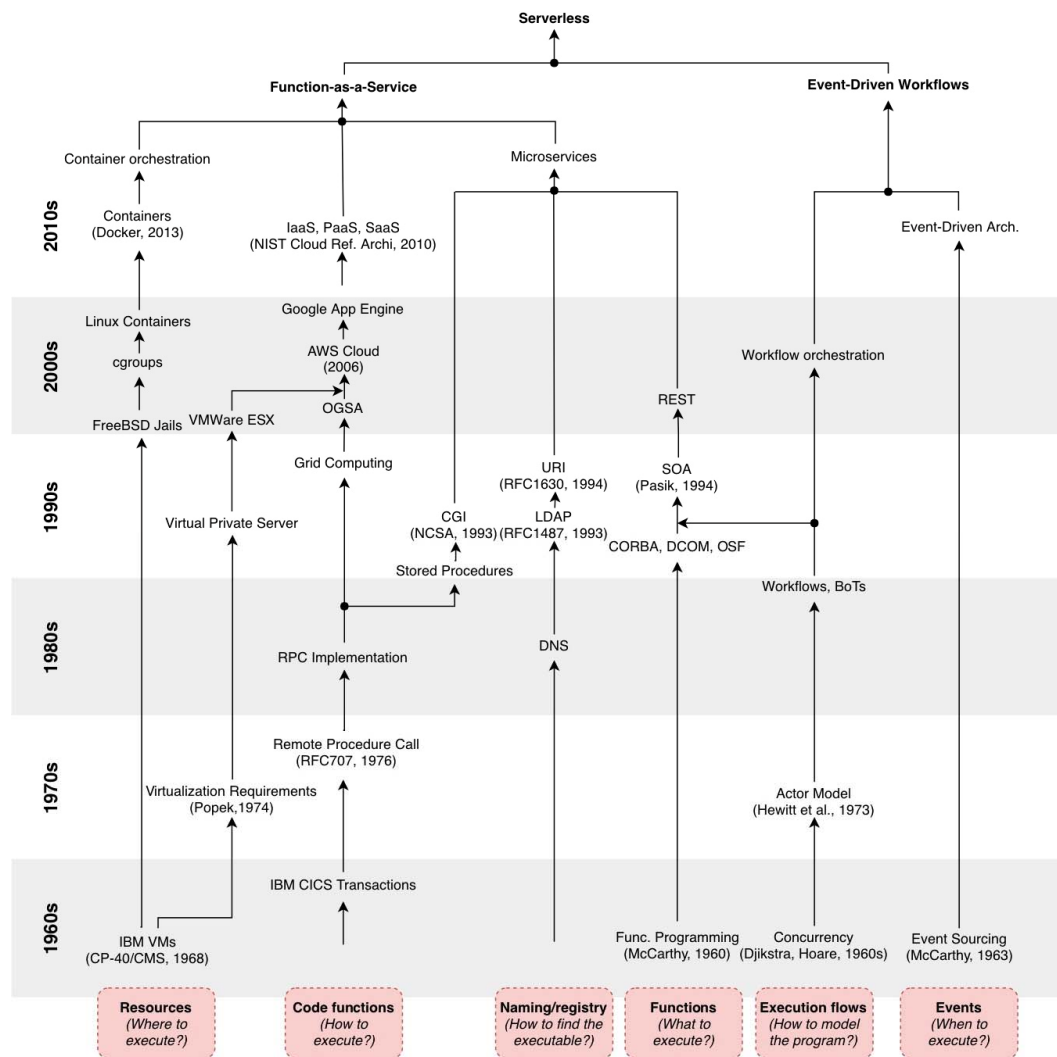 Serverless
Function-as-a-Service
Event-Driven Workflows
Container orchestration
Microservices
2010s
Containers
(Docker, 2013)
IaaS, PaaS, SaaS
(NIST Cloud Ref. Archi, 2010)
Event-Driven Arch.
2000s
Linux Containers
Google App Engine
cgroups
AWS Cloud
(2006)
Workflow orchestration
FreeBSD Jails
VMWare ESX
OGSA
REST
1990s
Grid Computing
URI
(RFC1630, 1994)
SOA
(Pasik, 1994)
Virtual Private Server
CGI
(NCSA, 1993)
LDAP
(RFC1487, 1993)
CORBA, DCOM, OSF
Stored Procedures
Workflows, BoTs
1980s
DNS
RPC Implementation
1970s
Remote Procedure Call
(RFC707, 1976)
Virtualization Requirements
(Popek,1974)
Actor Model
(Hewitt et al., 1973)
1960s
IBM CICS Transactions
IBM VMs
(CP-40/CMS, 1968)
Func. Programming
(McCarthy, 1960)
Concurrency
(Djikstra, Hoare, 1960s)
Event Sourcing
(McCarthy, 1963)
Resources
(Where to
execute?)
Code functions
(How to
execute?)
Naming/registry
(How to find the
executable?)
Functions
(What to
execute?)
Execution flows
(How to model
the program?)
Events
(When to
execute?)